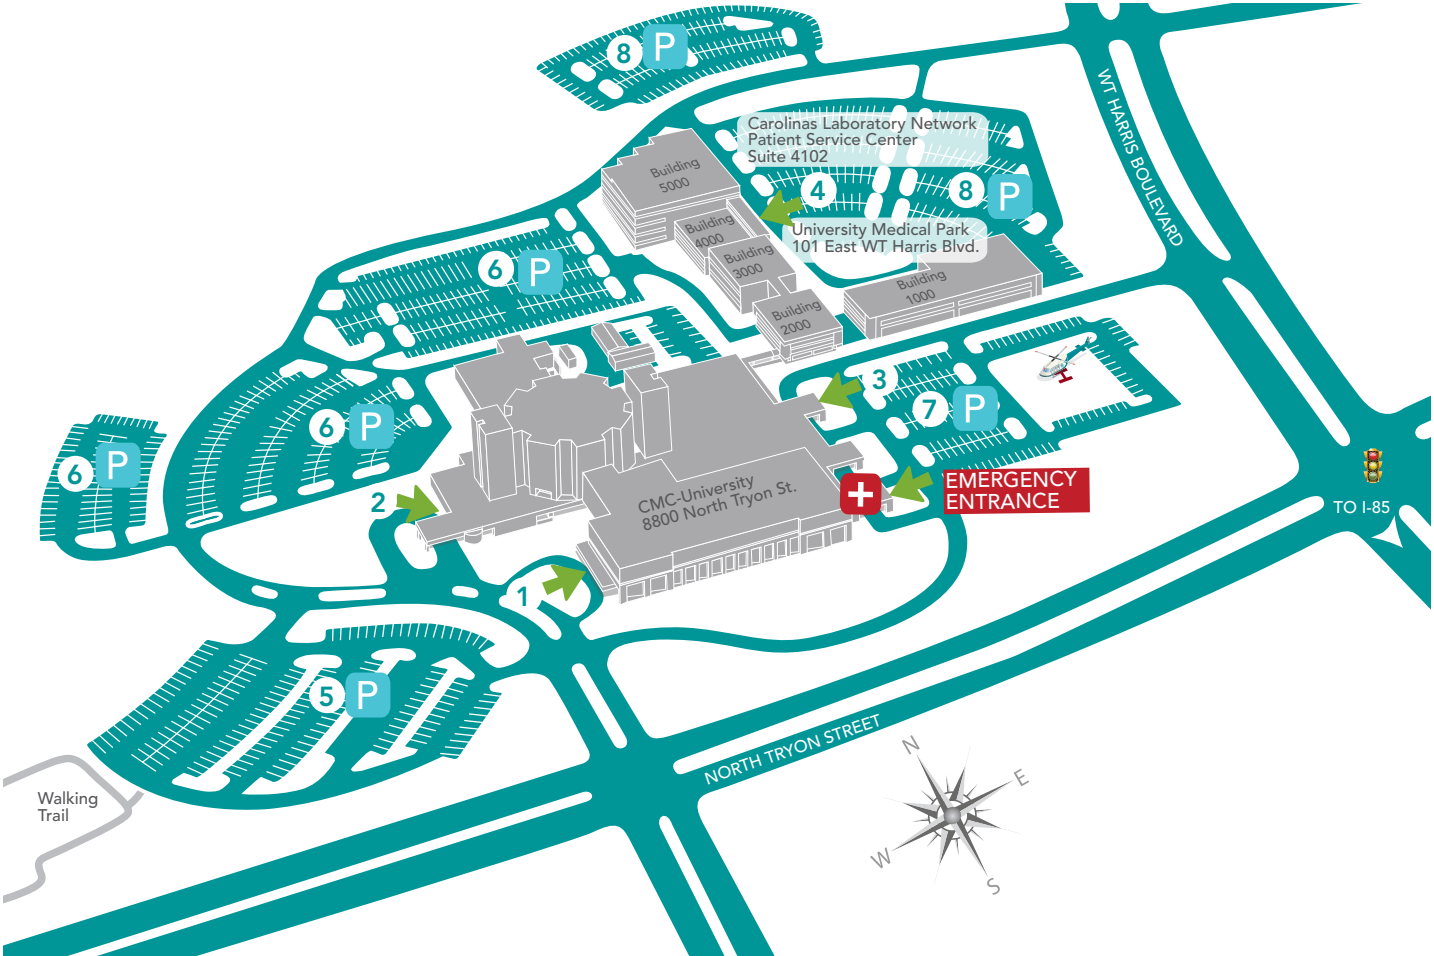 8 P
WT HARRIS BOULEVARD
Carolinas Laboratory Network
Patient Service Center
Suite 4102
Building
5000
4
8 P
Building
4000
University Medical Park
101 East WT Harris Blvd.
Building
3000
6 P
Building
1000
Building
2000
3
7 P
6 P
6 P
2
CMC-University
8800 North Tryon St.
EMERGENCY
ENTRANCE
TO I-85
1
5 P
NORTH TRYON STREET
Walking
Trail
N
E
W
S